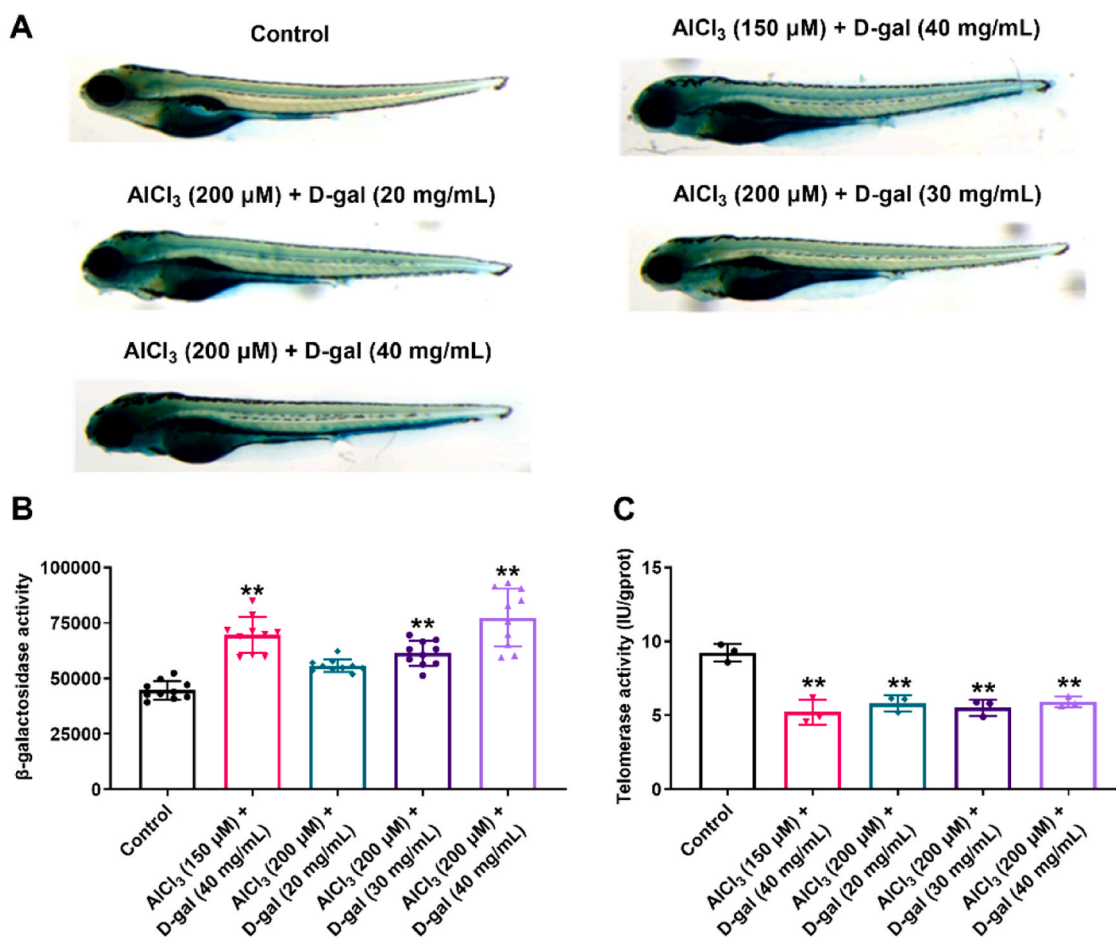 A
Control
AlCl₃ (150 µM) + D-gal (40 mg/mL)
AlCl₃ (200 µM) + D-gal (20 mg/mL)
AlCl₃ (200 µM) + D-gal (30 mg/mL)
AlCl₃ (200 µM) + D-gal (40 mg/mL)
B
β-galactosidase activity
100000
75000
50000
25000
0
**
**
**
Control
AlCl₃ (150 µM) +
D-gal (40 mg/mL)
AlCl₃ (200 µM) +
D-gal (20 mg/mL)
AlCl₃ (200 µM) +
D-gal (30 mg/mL)
AlCl₃ (200 µM) +
D-gal (40 mg/mL)
C
Telomerase activity (IU/gprot)
15
10
5
0
**
**
**
**
Control
AlCl₃ (150 µM) +
D-gal (40 mg/mL)
AlCl₃ (200 µM) +
D-gal (20 mg/mL)
AlCl₃ (200 µM) +
D-gal (30 mg/mL)
AlCl₃ (200 µM) +
D-gal (40 mg/mL)